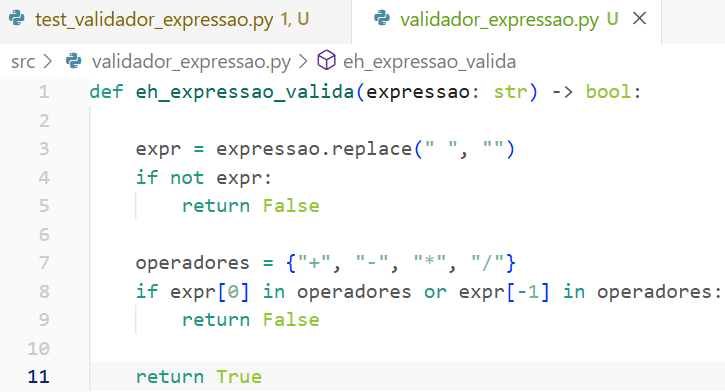 test_validador_expressao.py 1, U validador_expressao.py U
src > validador_expressao.py > eh_expressao_valida
1 def eh_expressao_valida(expressao: str) -> bool:
2
3 expr = expressao.replace(" ", "")
4 if not expr:
5 return False
6
7 operadores = {"+", "-", "*", "/"}
8 if expr[0] in operadores or expr[-1] in operadores:
9 return False
10
11 return True